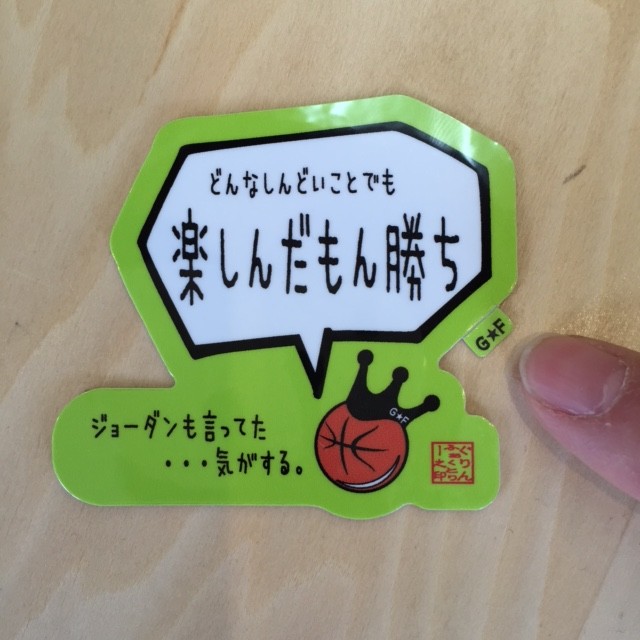 どんなしんどいことでも
楽しんだもん勝ち
G★F
G★F
ジョーダンも言ってた
・・・気がする。